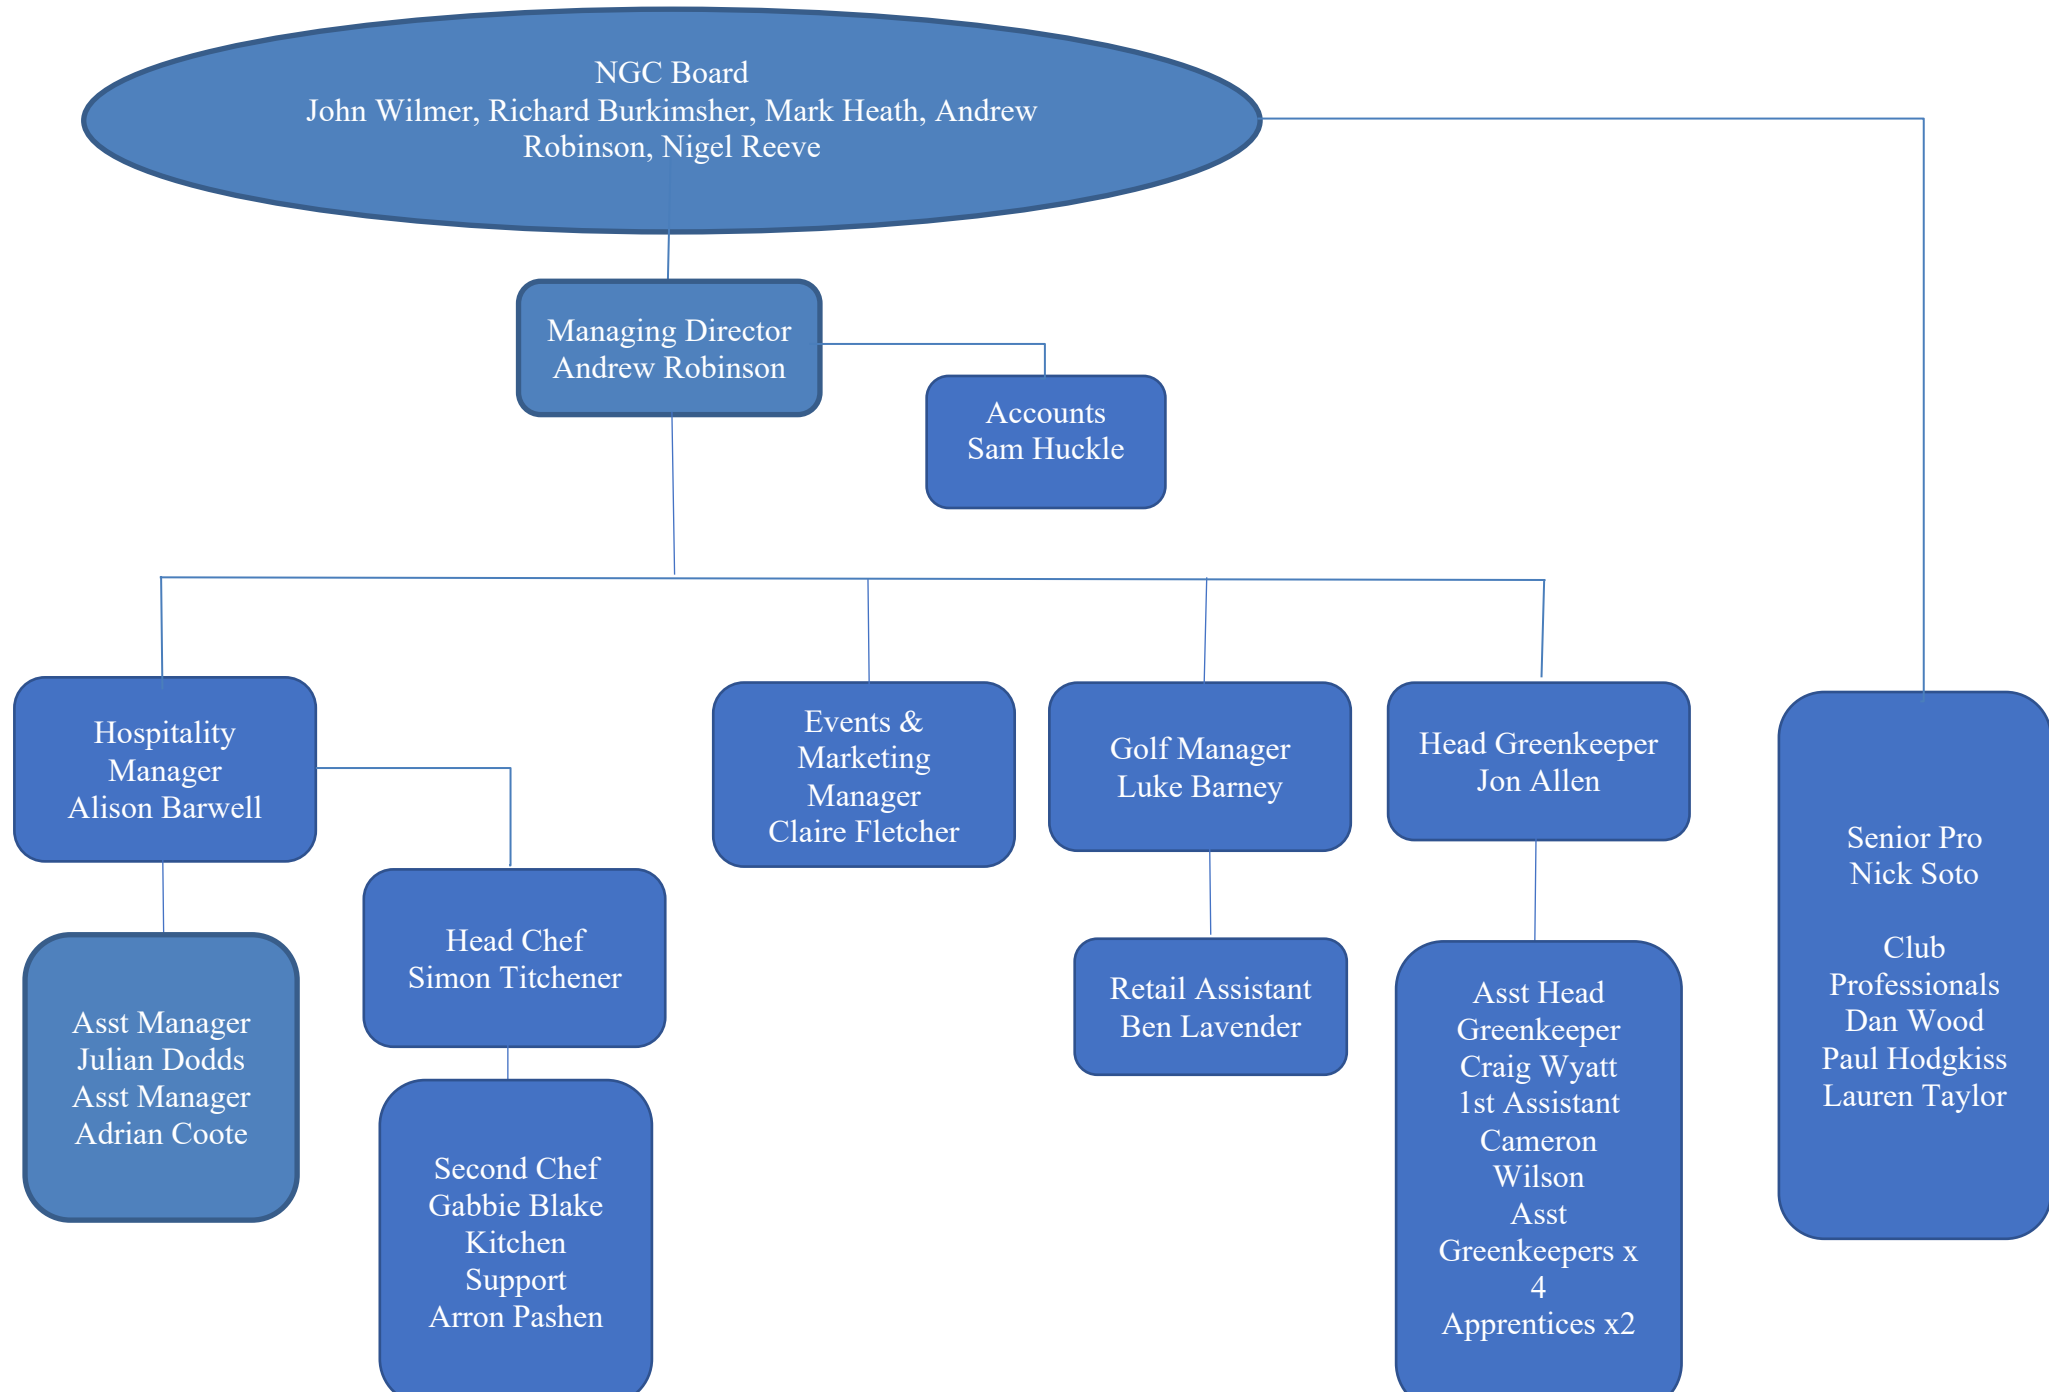 NGC Board
John Wilmer, Richard Burkimsher, Mark Heath, Andrew
Robinson, Nigel Reeve
Managing Director
Andrew Robinson
Accounts
Sam Huckle
Hospitality
Manager
Alison Barwell
Events &
Marketing
Manager
Claire Fletcher
Golf Manager
Luke Barney
Head Greenkeeper
Jon Allen
Senior Pro
Nick Soto
Club
Professionals
Dan Wood
Paul Hodgkiss
Lauren Taylor
Head Chef
Simon Titchener
Asst Manager
Julian Dodds
Asst Manager
Adrian Coote
Retail Assistant
Ben Lavender
Asst Head
Greenkeeper
Craig Wyatt
1st Assistant
Cameron
Wilson
Asst
Greenkeepers x
4
Apprentices x2
Second Chef
Gabbie Blake
Kitchen
Support
Arron Pashen